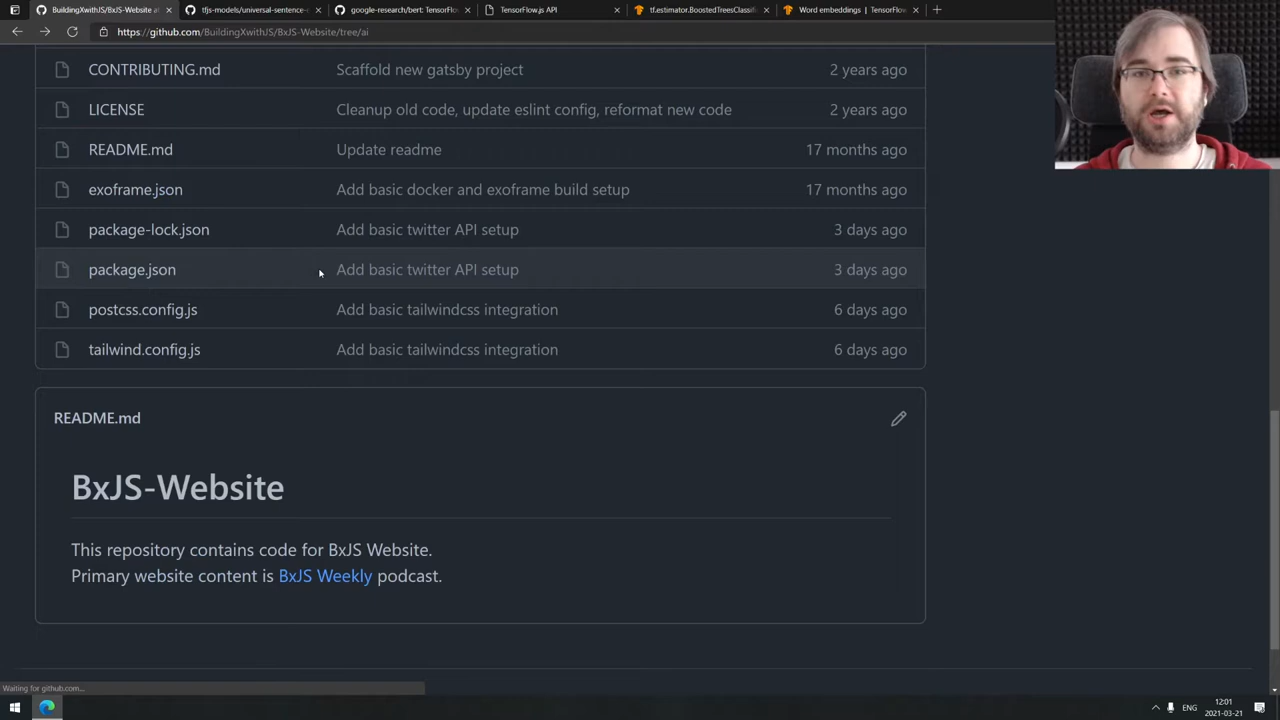 BuildingXwithJS/BxJS-Website at
tfjs-models/universal-sentence-
google-research/bert: TensorFlow
TensorFlow.js API
tf.estimator.BoostedTreesClassifi
Word embeddings | TensorFlow
https://github.com/BuildingXwithJS/BxJS-Website/tree/ai
CONTRIBUTING.md Scaffold new gatsby project 2 years ago
LICENSE Cleanup old code, update eslint config, reformat new code 2 years ago
README.md Update readme 17 months ago
exoframe.json Add basic docker and exoframe build setup 17 months ago
package-lock.json Add basic twitter API setup 3 days ago
package.json Add basic twitter API setup 3 days ago
postcss.config.js Add basic tailwindcss integration 6 days ago
tailwind.config.js Add basic tailwindcss integration 6 days ago
README.md
BxJS-Website
This repository contains code for BxJS Website.
Primary website content is BxJS Weekly podcast.
Waiting for github.com...
ENG
12:01
2021-03-21